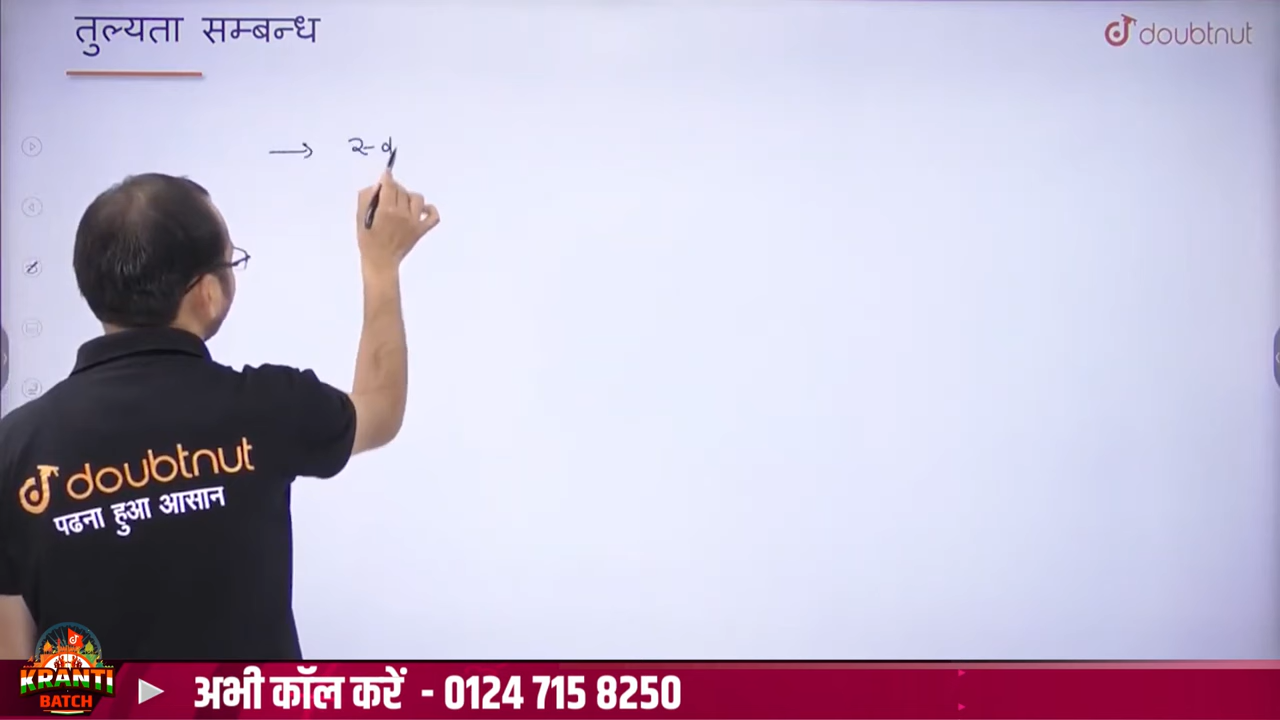 तुल्यता सम्बन्ध
doubtnut
→
doubtnut
पढना हुआ आसान
KRANTI
BATCH
अभी कॉल करें - 0124 715 8250